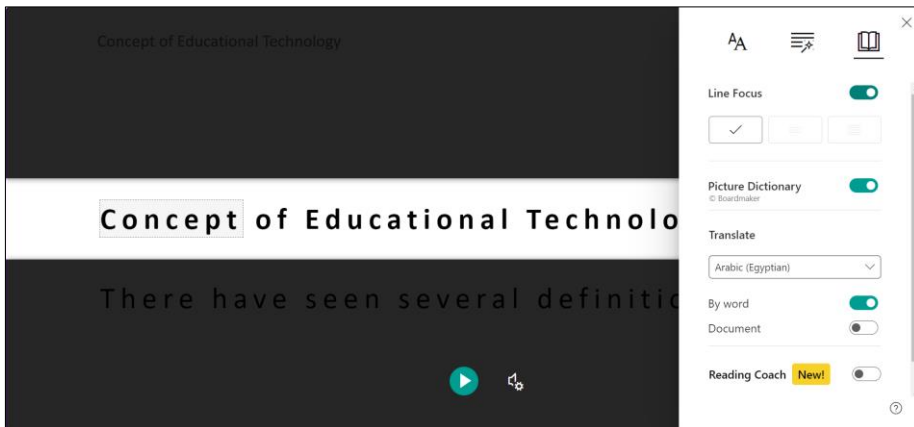 Concept of Educational Technology
Concept of Educational Technolo
There have seen several definitio
AA
Line Focus
Picture Dictionary
© Boardmaker
Translate
Arabic (Egyptian)
By word
Document
Reading Coach New!